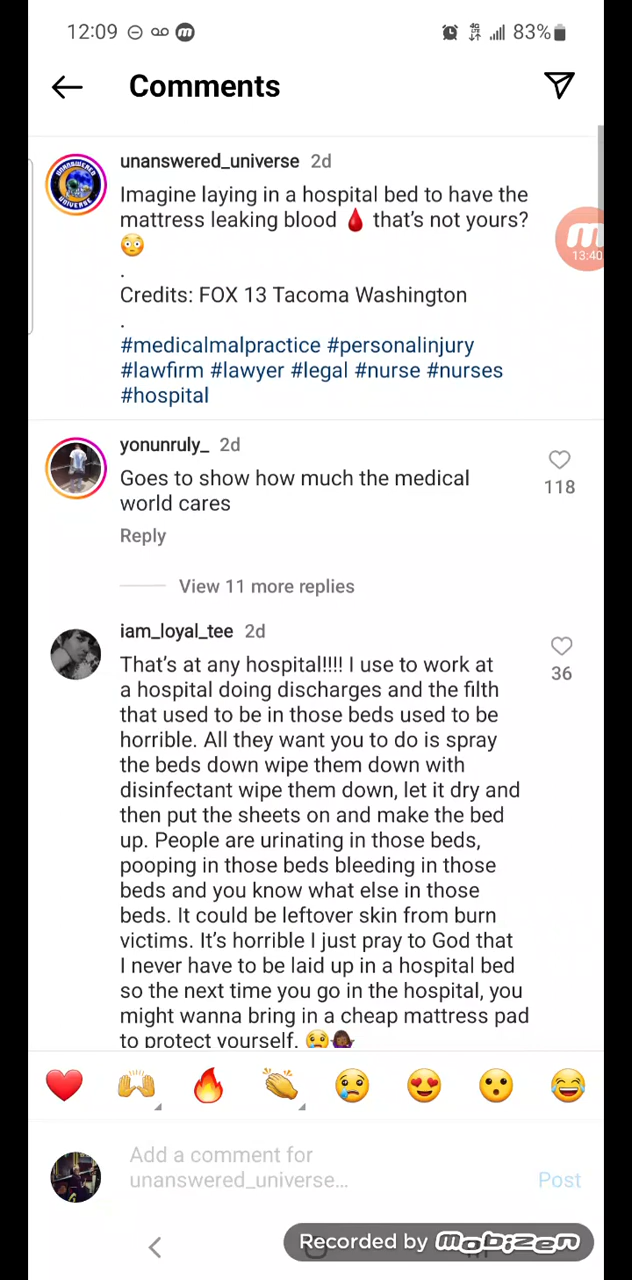 12:09 83%
Comments
unanswered_universe 2d
Imagine laying in a hospital bed to have the
mattress leaking blood 🩸 that's not yours?
😳
.
Credits: FOX 13 Tacoma Washington
.
#medicalmalpractice #personalinjury
#lawfirm #lawyer #legal #nurse #nurses
#hospital
13:40
yonunruly_ 2d
Goes to show how much the medical
world cares
118
Reply
View 11 more replies
iam_loyal_tee 2d
That's at any hospital!!!! I use to work at
a hospital doing discharges and the filth
that used to be in those beds used to be
horrible. All they want you to do is spray
the beds down wipe them down with
disinfectant wipe them down, let it dry and
then put the sheets on and make the bed
up. People are urinating in those beds,
pooping in those beds bleeding in those
beds and you know what else in those
beds. It could be leftover skin from burn
victims. It's horrible I just pray to God that
I never have to be laid up in a hospital bed
so the next time you go in the hospital, you
might wanna bring in a cheap mattress pad
to protect yourself. 😢🤷🏾‍♀️
36
Add a comment for
unanswered_universe...
Post
Recorded by Mobizen